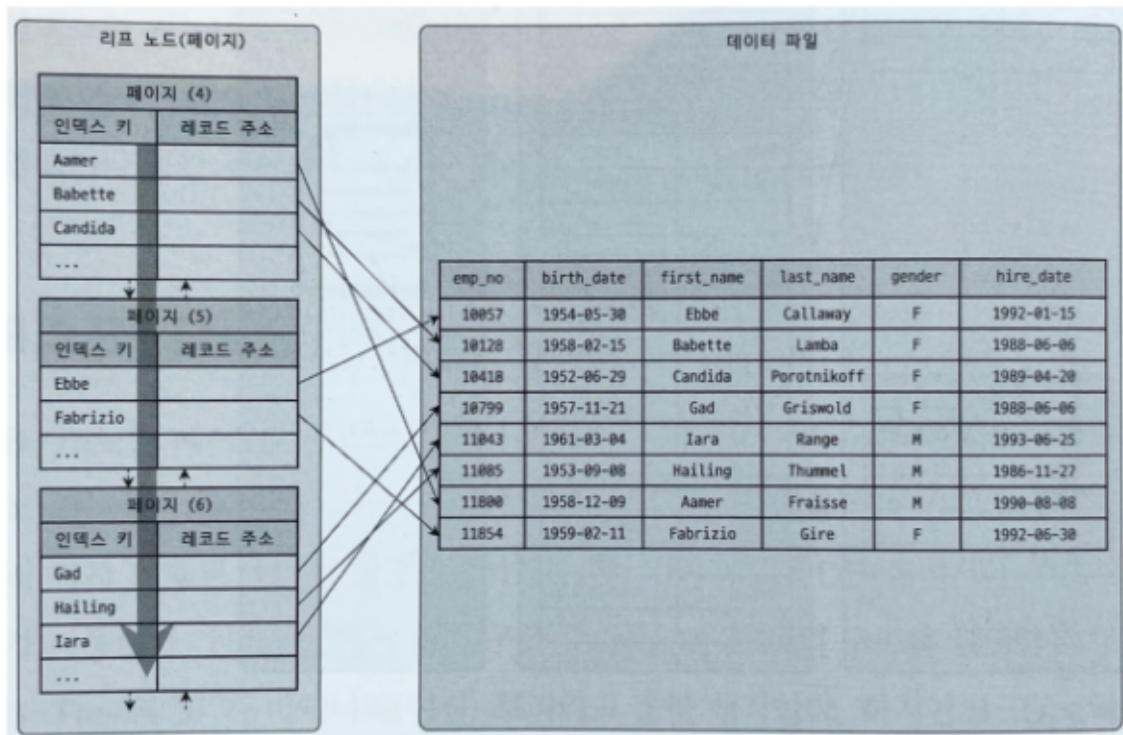 리프 노드(페이지)
페이지 (4)
인덱스 키 레코드 주소
Aamer
Babette
Candida
...
페이지 (5)
인덱스 키 레코드 주소
Ebbe
Fabrizio
...
페이지 (6)
인덱스 키 레코드 주소
Gad
Hailing
Iara
...
데이터 파일
emp_no birth_date first_name last_name gender hire_date
10057 1954-05-30 Ebbe Callaway F 1992-01-15
10128 1958-02-15 Babette Lamba F 1988-06-06
10418 1952-06-29 Candida Porotnikoff F 1989-04-20
10799 1957-11-21 Gad Griswold F 1988-06-06
11043 1961-03-04 Iara Range M 1993-06-25
11085 1953-09-08 Hailing Thummel M 1986-11-27
11800 1958-12-09 Aamer Fraisse M 1990-08-08
11854 1959-02-11 Fabrizio Gire F 1992-06-30